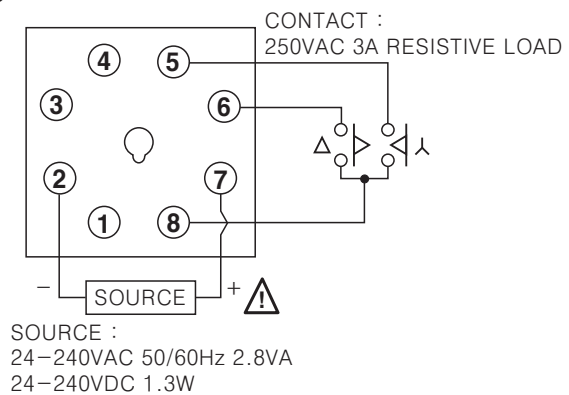 CONTACT :
250VAC 3A RESISTIVE LOAD
4
5
3
6
2
7
1
8
Δ
⅄
−
SOURCE
+
!
SOURCE :
24−240VAC 50/60Hz 2.8VA
24−240VDC 1.3W